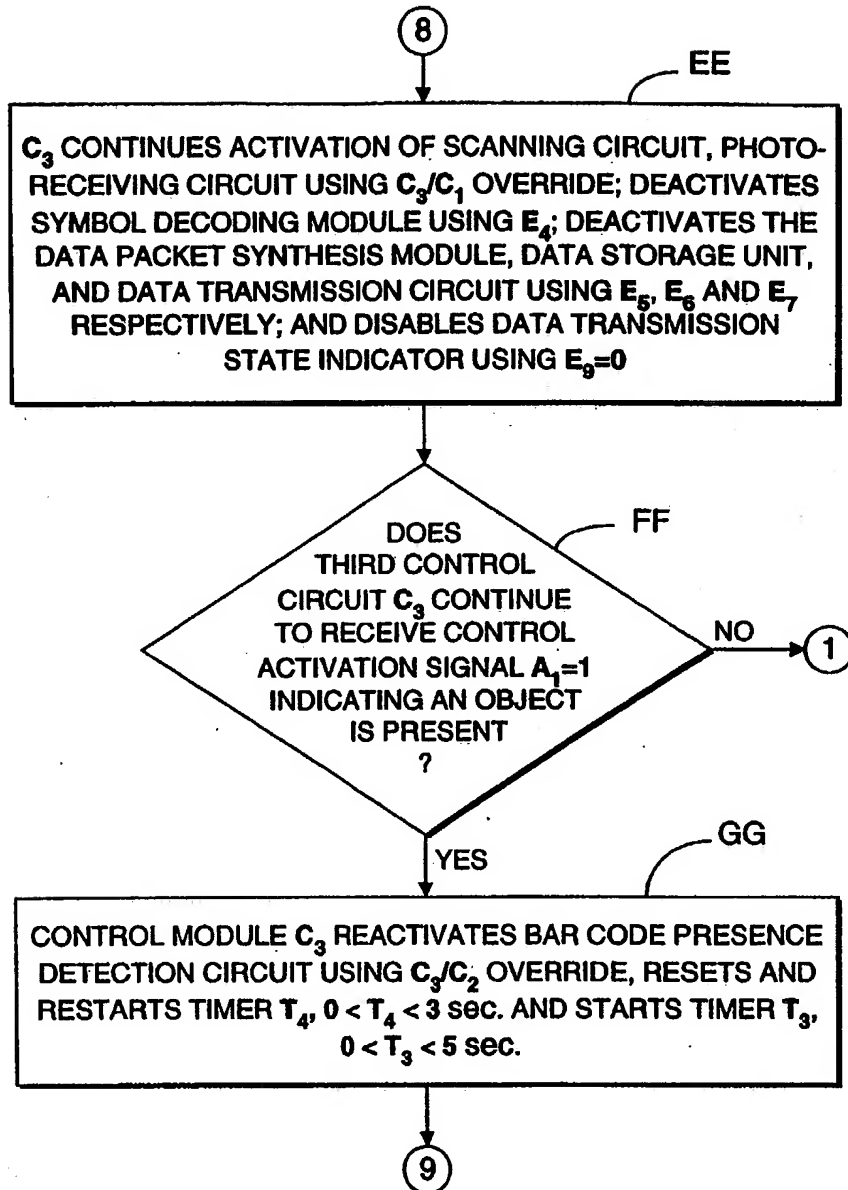 8
EE
C3 CONTINUES ACTIVATION OF SCANNING CIRCUIT, PHOTO-
RECEIVING CIRCUIT USING C3/C1 OVERRIDE; DEACTIVATES
SYMBOL DECODING MODULE USING E4; DEACTIVATES THE
DATA PACKET SYNTHESIS MODULE, DATA STORAGE UNIT,
AND DATA TRANSMISSION CIRCUIT USING E5, E6 AND E7
RESPECTIVELY; AND DISABLES DATA TRANSMISSION
STATE INDICATOR USING E9=0
FF
DOES
THIRD CONTROL
CIRCUIT C3 CONTINUE
TO RECEIVE CONTROL
ACTIVATION SIGNAL A1=1
INDICATING AN OBJECT
IS PRESENT
?
NO
1
YES
GG
CONTROL MODULE C3 REACTIVATES BAR CODE PRESENCE
DETECTION CIRCUIT USING C3/C2 OVERRIDE, RESETS AND
RESTARTS TIMER T4, 0 < T4 < 3 sec. AND STARTS TIMER T3,
0 < T3 < 5 sec.
9